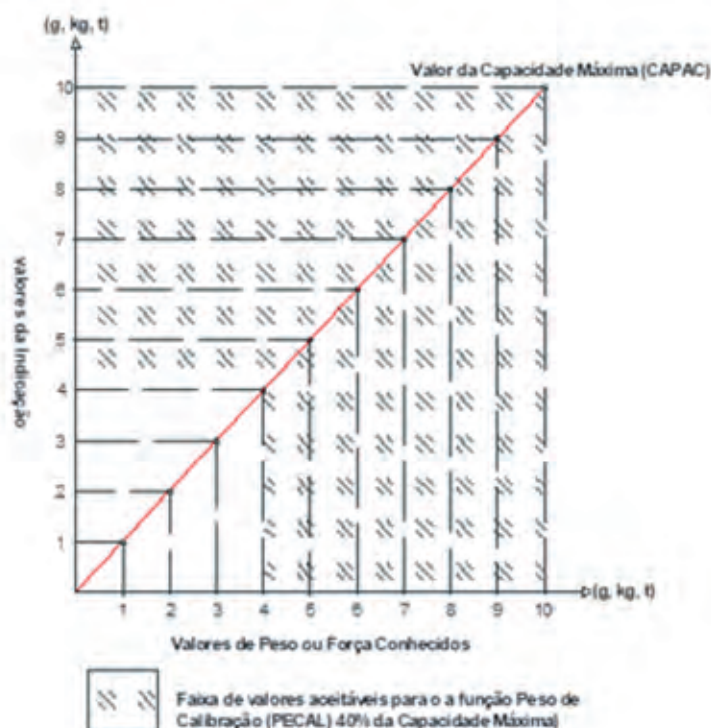 (g, kg, t)
Valor da Capacidade Máxima (CAPAC)
10
9
8
7
6
5
4
3
2
1
valores da Indicação
1 2 3 4 5 6 7 8 9 10
(g, kg, t)
Valores de Peso ou Força Conhecidos
Faixa de valores aceitáveis para o a função Peso de
Calibração (PECAL) 40% da Capacidade Máxima)